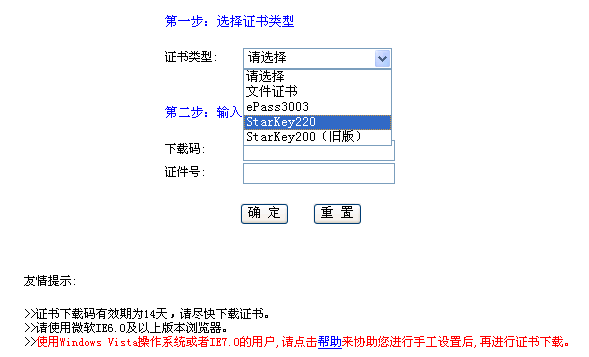 第一步：选择证书类型
证书类型： 请选择
请选择
文件证书
ePass3003
第二步：输入
StarKey220
StarKey200（旧版）
下载码：
证件号：
确 定 重 置
友情提示：
>>证书下载码有效期为14天，请尽快下载证书。
>>请使用微软IE6.0及以上版本浏览器。
>>使用Windows Vista操作系统或者IE7.0的用户,请点击帮助来协助您进行手工设置后,再进行证书下载。